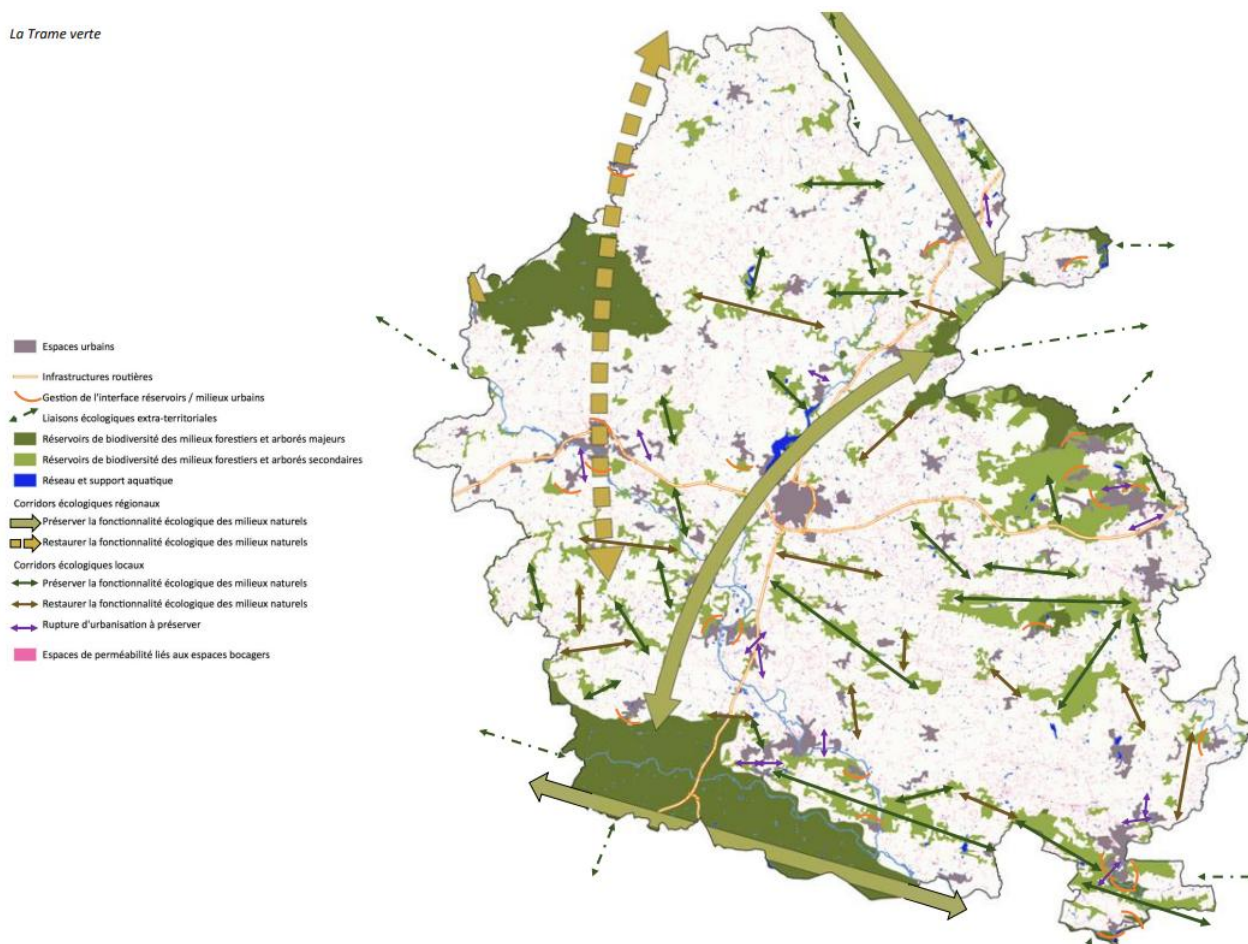 La Trame verte
Espaces urbains
Infrastructures routières
Gestion de l'interface réservoirs / milieux urbains
Liaisons écologiques extra-territoriales
Réservoirs de biodiversité des milieux forestiers et arborés majeurs
Réservoirs de biodiversité des milieux forestiers et arborés secondaires
Réseau et support aquatique
Corridors écologiques régionaux
Préserver la fonctionnalité écologique des milieux naturels
Restaurer la fonctionnalité écologique des milieux naturels
Corridors écologiques locaux
Préserver la fonctionnalité écologique des milieux naturels
Restaurer la fonctionnalité écologique des milieux naturels
Rupture d'urbanisation à préserver
Espaces de perméabilité liés aux espaces bocagers